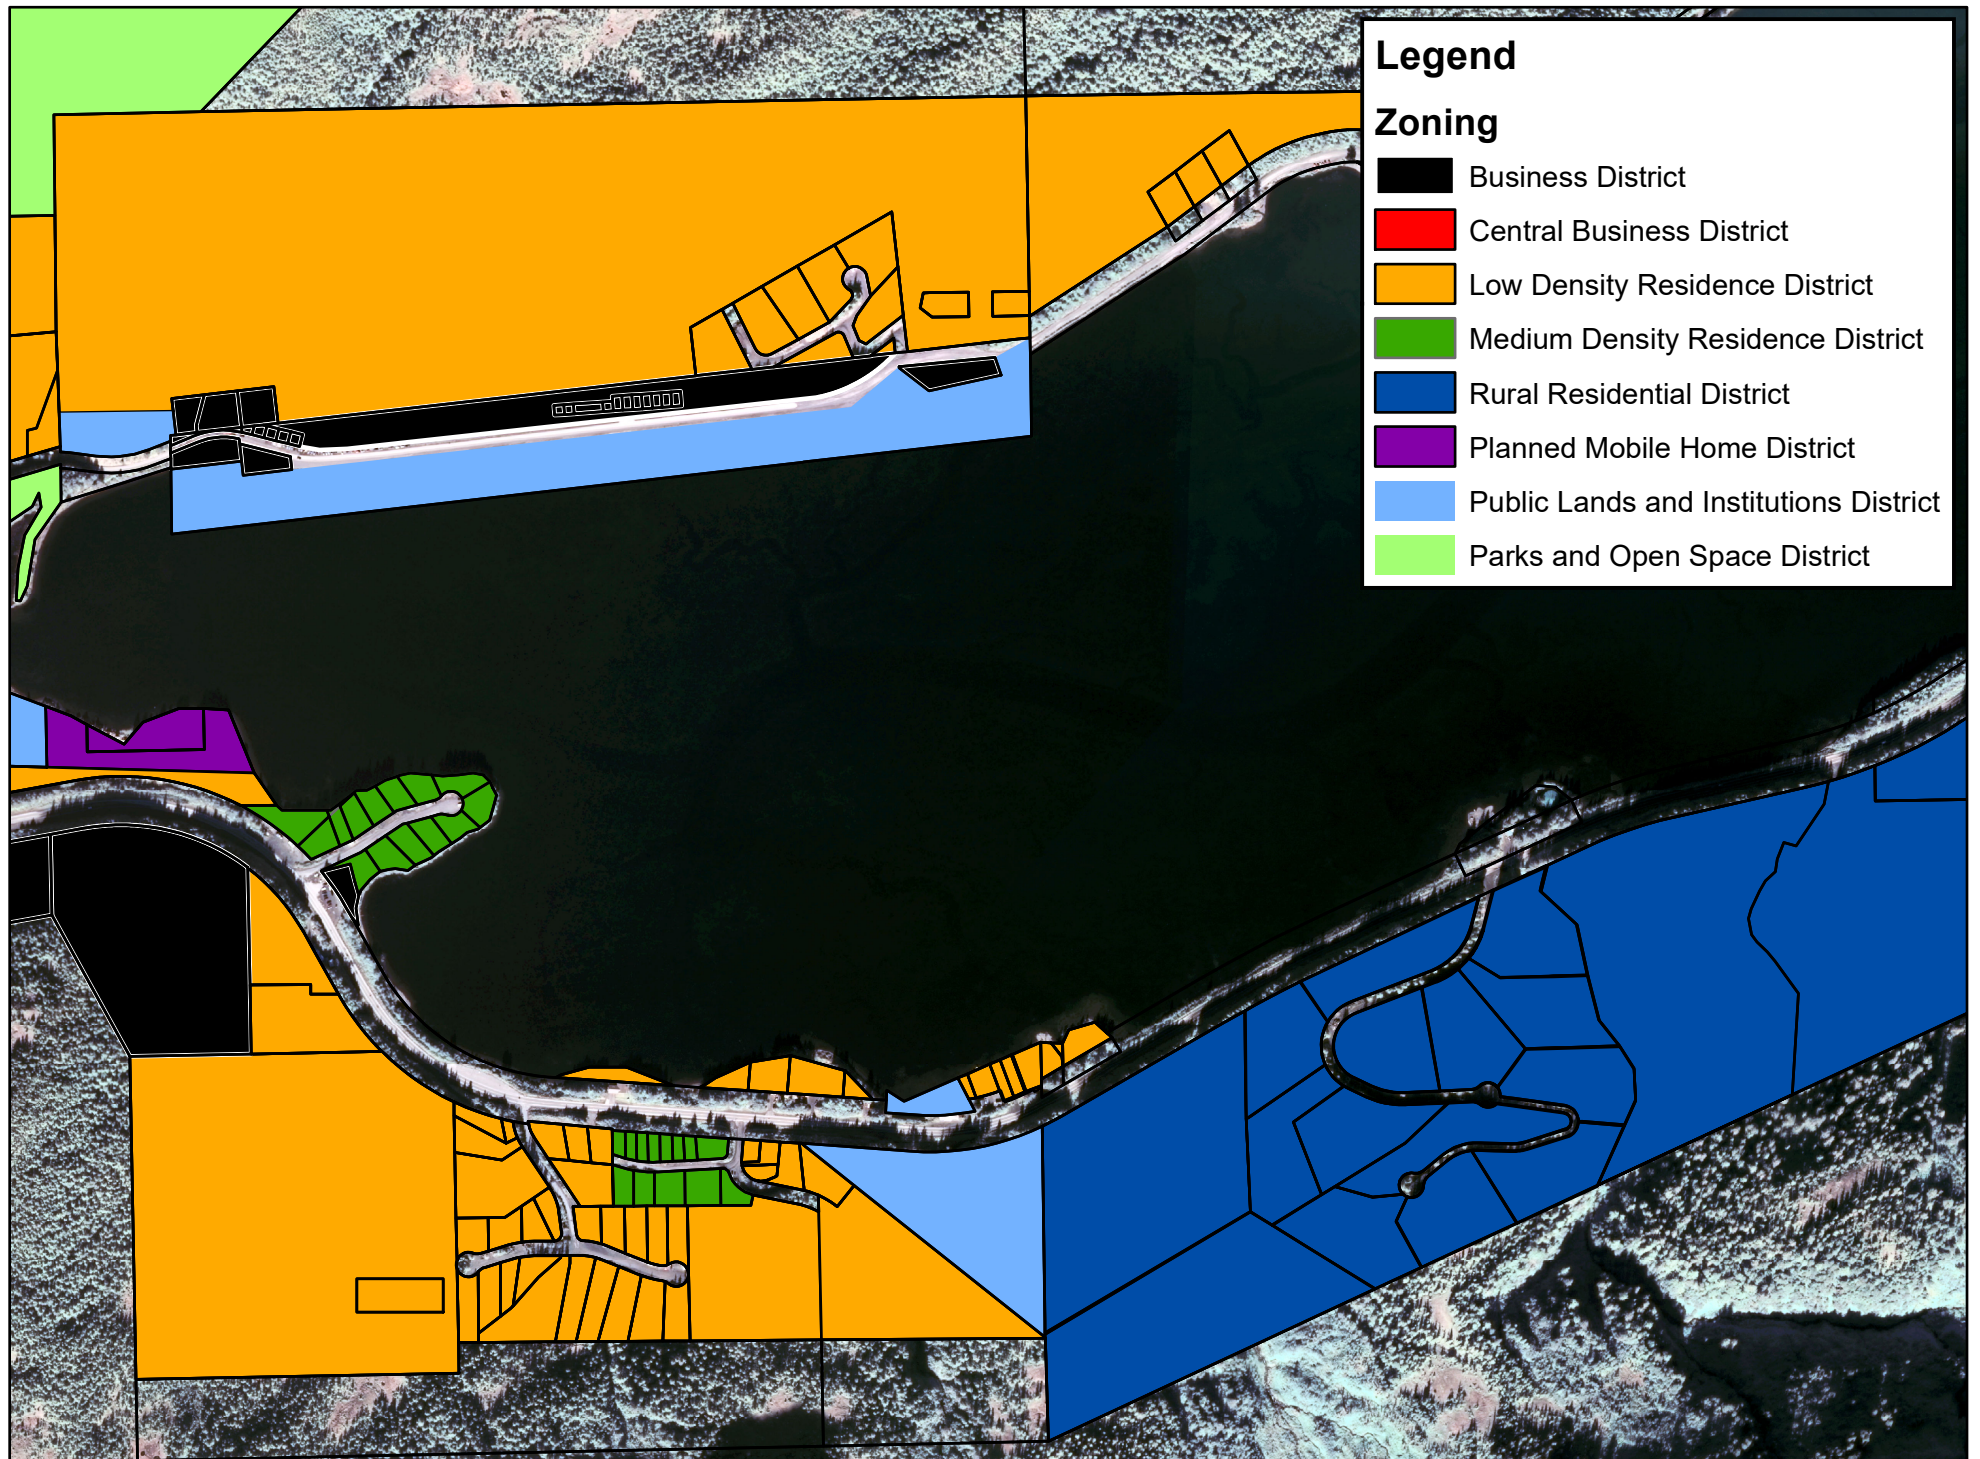 Legend
Zoning
Business District
Central Business District
Low Density Residence District
Medium Density Residence District
Rural Residential District
Planned Mobile Home District
Public Lands and Institutions District
Parks and Open Space District